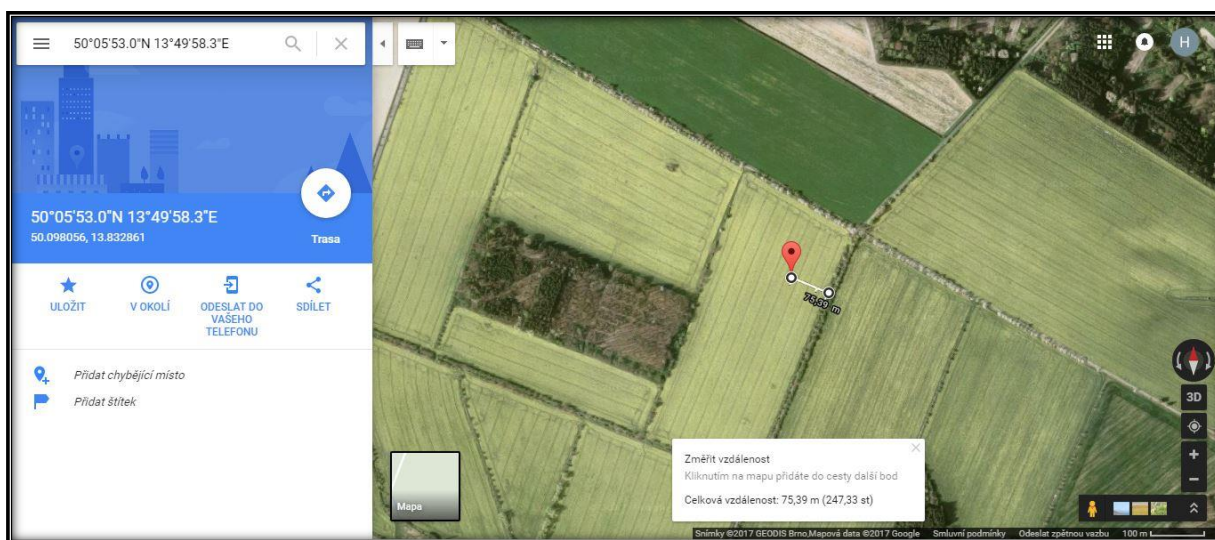 50°05'53.0"N 13°49'58.3"E
H
50°05'53.0"N 13°49'58.3"E
50.098056, 13.832861
Trasa
ULOŽIT
V OKOLÍ
ODESLAT DO
VAŠEHO
TELEFONU
SDÍLET
Přidat chybějící místo
Přidat štítek
75,39 m
3D
Změřit vzdálenost
Kliknutím na mapu přidáte do cesty další bod
Celková vzdálenost: 75,39 m (247,33 st)
Mapa
Snímky ©2017 GEODIS Brno,Mapová data ©2017 Google Smluvní podmínky Odeslat zpětnou vazbu 100 m